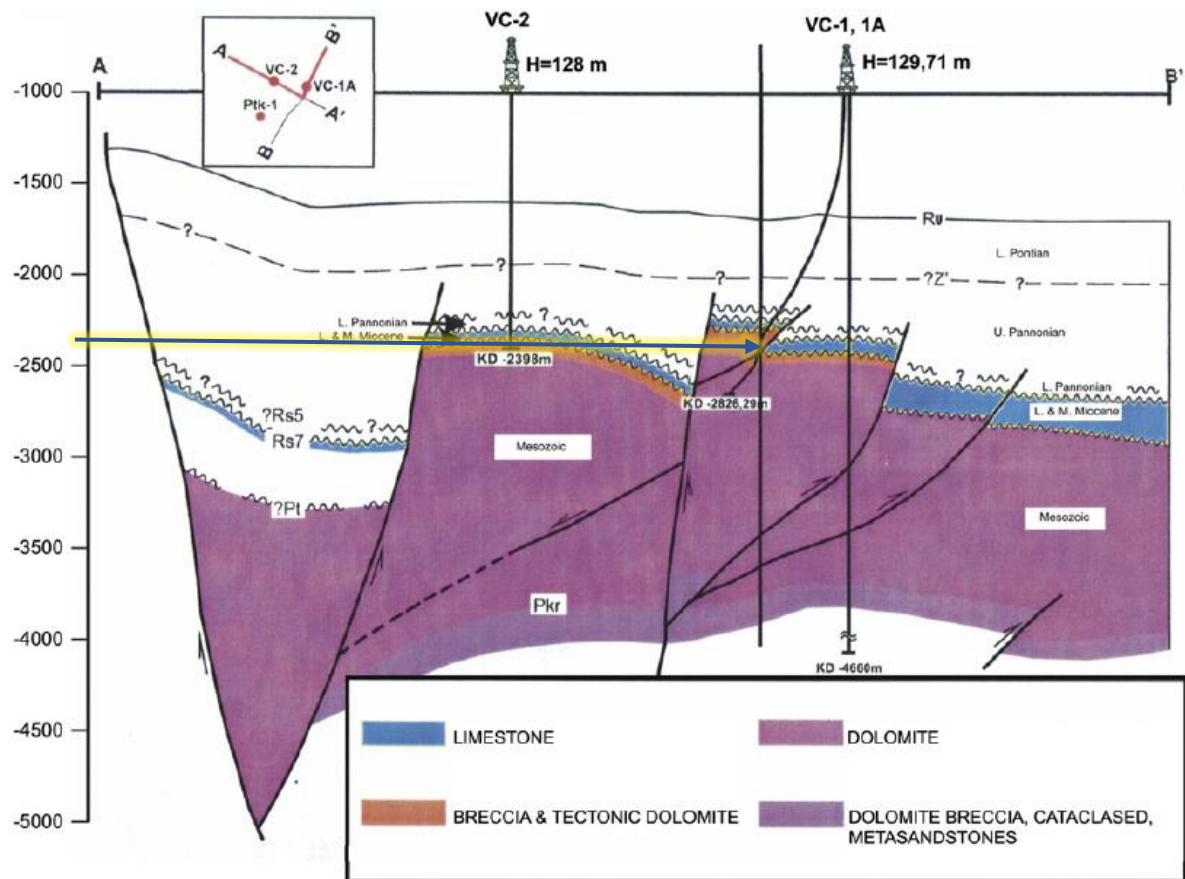 VC-2
VC-1, 1A
H=128 m
H=129,71 m
A
B'
A
B'
VC-2
VC-1A
Ptk-1
A'
B
-1000
-1500
-2000
-2500
-3000
-3500
-4000
-4500
-5000
Rφ
L. Pontian
?
?
?
?Z'
?
?
L. Pannonian
?
?
U. Pannonian
L. & M. Miocene
KD -2398m
?
L. Pannonian
?
KD -2826,29m
L. & M. Miocene
?Rs5
?
Rs7
Mesozoic
?Pt
Mesozoic
Pkr
KD -4660m
LIMESTONE
DOLOMITE
BRECCIA & TECTONIC DOLOMITE
DOLOMITE BRECCIA, CATACLASED,
METASANDSTONES